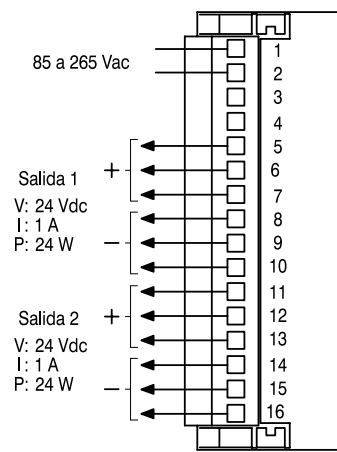 85 a 265 Vac
1
2
3
4
5
+ 6
7
Salida 1
V: 24 Vdc
I: 1 A
P: 24 W
8
– 9
10
11
+ 12
13
Salida 2
V: 24 Vdc
I: 1 A
P: 24 W
14
– 15
16